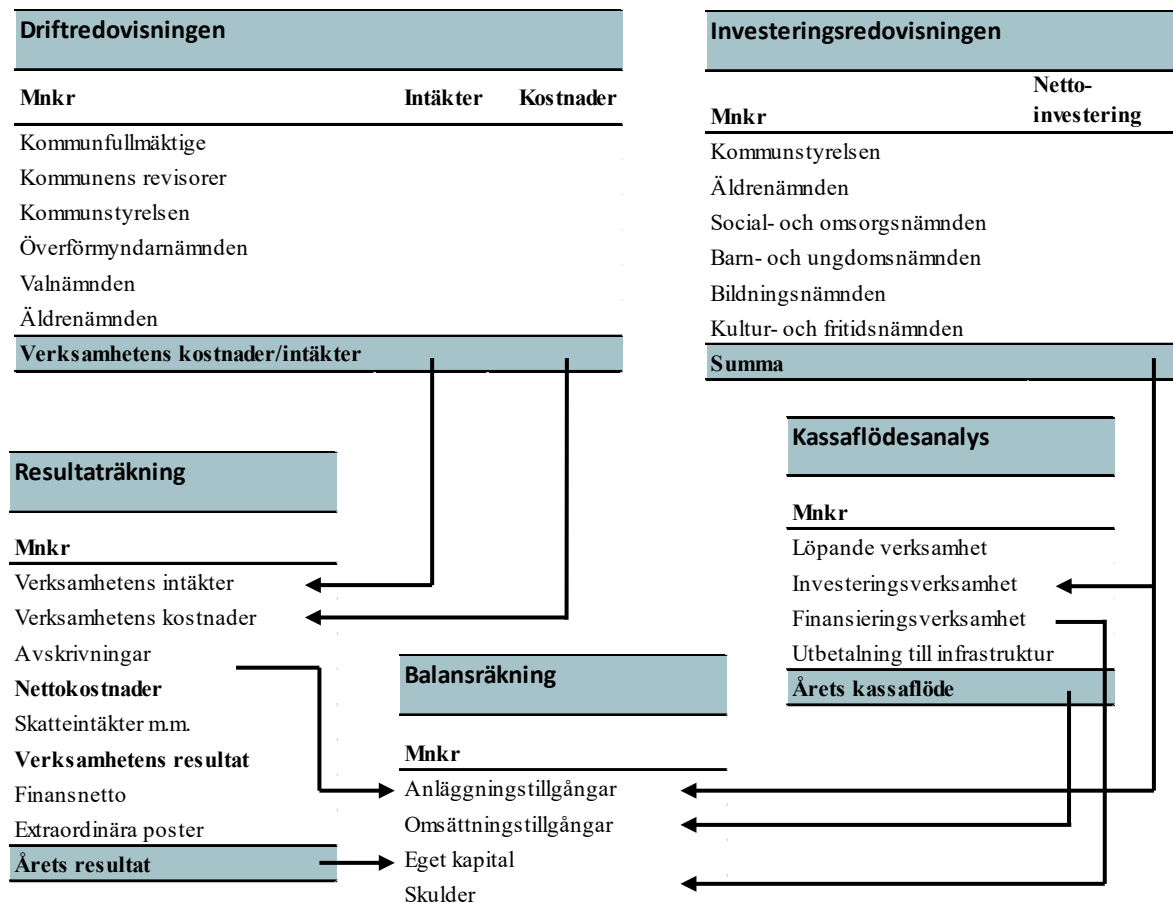 Driftredovisningen
Mnkr Intäkter Kostnader
Kommunfullmäktige
Kommunens revisorer
Kommunstyrelsen
Överförmyndarnämnden
Valnämnden
Äldrenämnden
Verksamhetens kostnader/intäkter
Investeringsredovisningen
Netto-
Mnkr investering
Kommunstyrelsen
Äldrenämnden
Social- och omsorgsnämnden
Barn- och ungdomsnämnden
Bildningsnämnden
Kultur- och fritidsnämnden
Summa
Resultaträkning
Mnkr
Verksamhetens intäkter
Verksamhetens kostnader
Avskrivningar
Nettokostnader
Skatteintäkter m.m.
Verksamhetens resultat
Finansnetto
Extraordinära poster
Årets resultat
Kassaflödesanalys
Mnkr
Löpande verksamhet
Investeringsverksamhet
Finansieringsverksamhet
Utbetalning till infrastruktur
Årets kassaflöde
Balansräkning
Mnkr
Anläggningstillgångar
Omsättningstillgångar
Eget kapital
Skulder